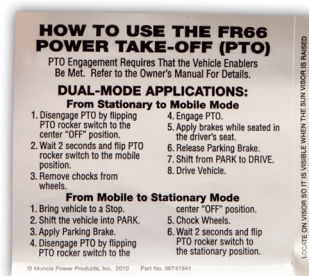 HOW TO USE THE FR66
POWER TAKE-OFF (PTO)
PTO Engagement Requires That the Vehicle Enablers
Be Met. Refer to the Owner's Manual For Details.
DUAL-MODE APPLICATIONS:
From Stationary to Mobile Mode
1. Disengage PTO by flipping
PTO rocker switch to the
center "OFF" position.
2. Wait 2 seconds and flip PTO
rocker switch to the mobile
position.
3. Remove chocks from
wheels.
4. Engage PTO.
5. Apply brakes while seated in
the driver's seat.
6. Release Parking Brake.
7. Shift from PARK to DRIVE.
8. Drive Vehicle.
From Mobile to Stationary Mode
1. Bring vehicle to a Stop.
2. Shift the vehicle into PARK.
3. Apply Parking Brake.
4. Disengage PTO by flipping
PTO rocker switch to the
center "OFF" position.
5. Chock Wheels.
6. Wait 2 seconds and flip
PTO rocker switch to
the stationary position.
© Muncie Power Products, Inc. 2010 Part No. 36T41941
LOCATE ON VISOR SO IT IS VISIBLE WHEN THE SUN VISOR IS RAISED